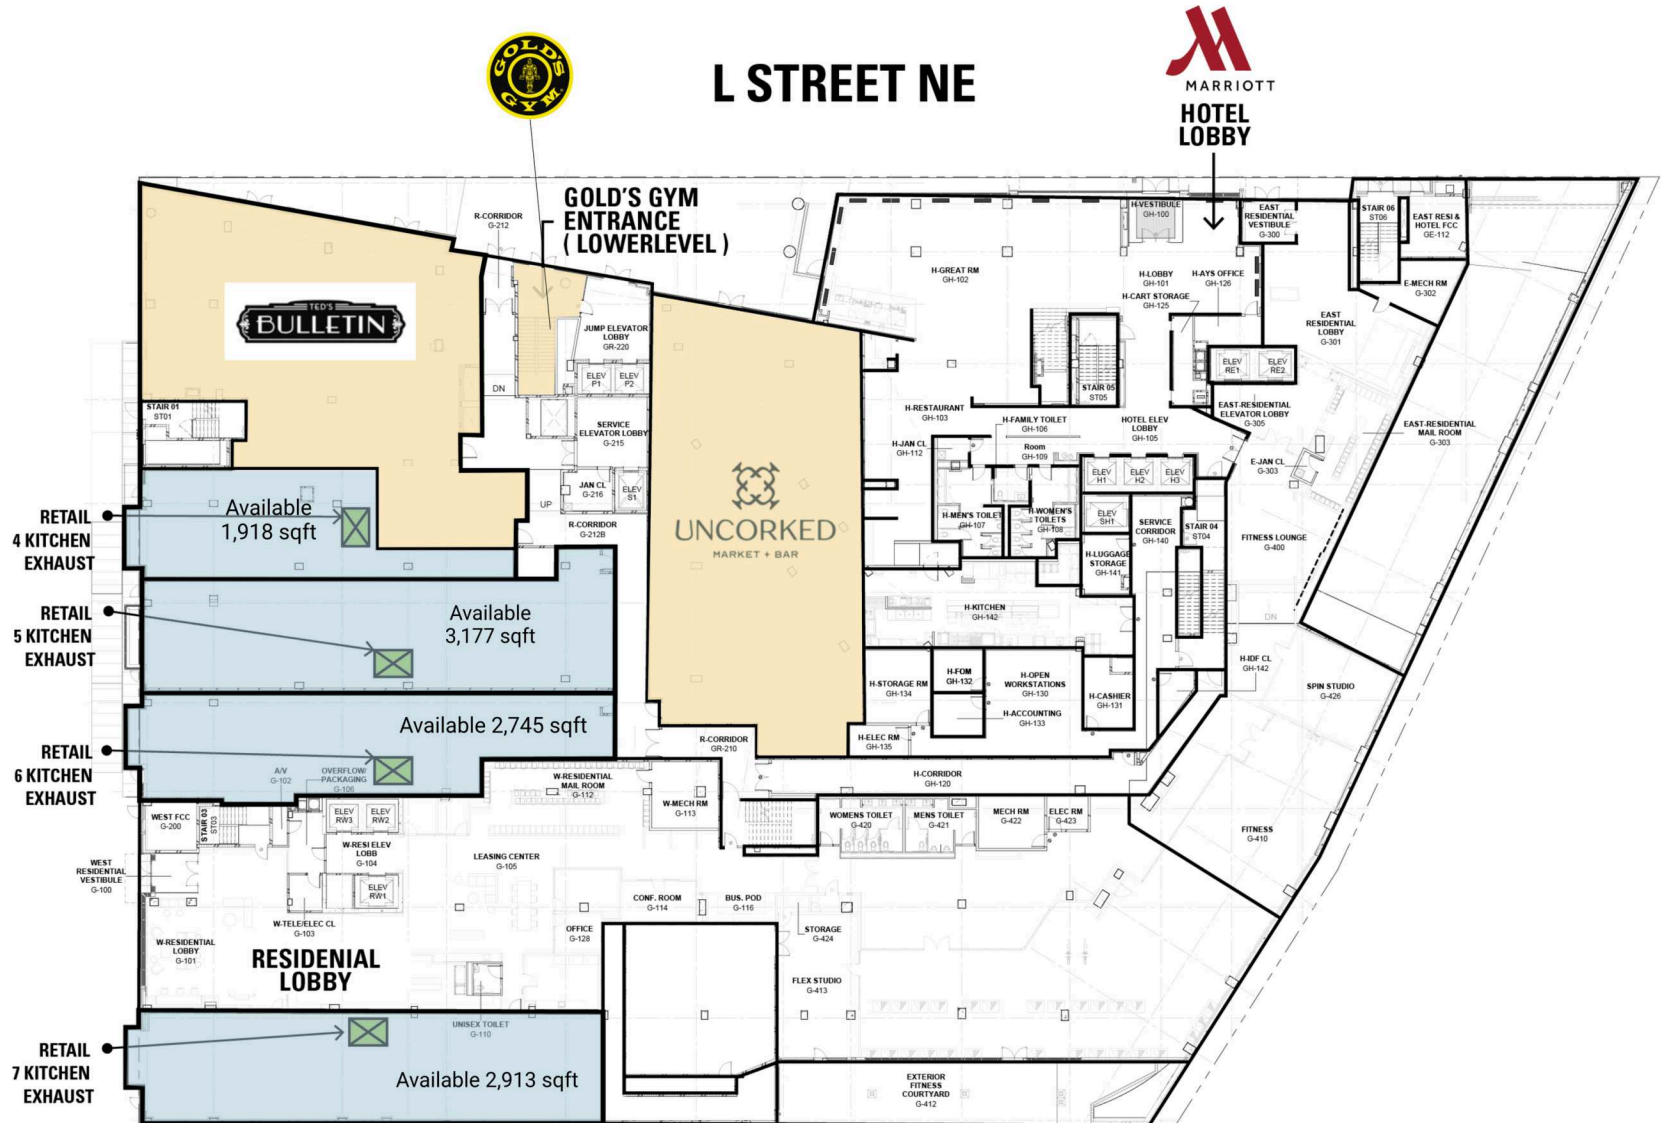 GOLD'S
GYM
L STREET NE
MARRIOTT
HOTEL
LOBBY
GOLD'S GYM
ENTRANCE
( LOWERLEVEL )
R-CORRIDOR
G-212
H-VESTIBULE
GH-100
EAST
RESIDENTIAL
VESTIBULE
G-300
STAIR 06
ST06
EAST RESI &
HOTEL FCC
GE-112
H-GREAT RM
GH-102
H-LOBBY
GH-101
H-AYS OFFICE
GH-126
H-CART STORAGE
GH-125
E-MECH RM
G-302
TED'S
BULLETIN
JUMP ELEVATOR
LOBBY
GR-220
EAST
RESIDENTIAL
LOBBY
G-301
ELEV
P1
ELEV
P2
DN
ELEV
RE1
ELEV
RE2
STAIR 05
ST05
STAIR 01
ST01
H-RESTAURANT
GH-103
H-FAMILY TOILET
GH-106
HOTEL ELEV
LOBBY
GH-105
EAST-RESIDENTIAL
ELEVATOR LOBBY
G-305
EAST-RESIDENTIAL
MAIL ROOM
G-303
SERVICE
ELEVATOR LOBBY
G-215
H-JAN CL
GH-112
Room
GH-109
E-JAN CL
G-303
ELEV
H1
ELEV
H2
ELEV
H3
JAN CL
G-216
ELEV
S1
UP
R-CORRIDOR
G-212B
UNCORKED
MARKET + BAR
H-MEN'S TOILET
GH-107
H-WOMEN'S
TOILETS
GH-108
ELEV
SH1
SERVICE
CORRIDOR
GH-140
STAIR 04
ST04
FITNESS LOUNGE
G-400
H-LUGGAGE
STORAGE
GH-141
Available
1,918 sqft
RETAIL
4 KITCHEN
EXHAUST
RETAIL
5 KITCHEN
EXHAUST
Available
3,177 sqft
H-KITCHEN
GH-142
DN
H-IDF CL
GH-142
H-STORAGE RM
GH-134
H-FOM
GH-132
H-OPEN
WORKSTATIONS
GH-130
H-ACCOUNTING
GH-133
H-CASHIER
GH-131
SPIN STUDIO
G-426
Available 2,745 sqft
R-CORRIDOR
GR-210
H-ELEC RM
GH-135
RETAIL
6 KITCHEN
EXHAUST
A/V
G-102
OVERFLOW/
PACKAGING
G-106
W-RESIDENTIAL
MAIL ROOM
G-112
H-CORRIDOR
GH-120
W-MECH RM
G-113
WEST FCC
G-200
STAIR 03
ST03
ELEV
RW3
ELEV
RW2
WOMENS TOILET
G-420
MENS TOILET
G-421
MECH RM
G-422
ELEC RM
G-423
FITNESS
G-410
WEST
RESIDENTIAL
VESTIBULE
G-100
W-RESI ELEV
LOBB
G-104
LEASING CENTER
G-105
ELEV
RW1
CONF. ROOM
G-114
BUS. POD
G-116
W-TELE/ELEC CL
G-103
OFFICE
G-128
STORAGE
G-424
W-RESIDENTIAL
LOBBY
G-101
RESIDENIAL
LOBBY
FLEX STUDIO
G-413
UNISEX TOILET
G-110
RETAIL
7 KITCHEN
EXHAUST
Available 2,913 sqft
EXTERIOR
FITNESS
COURTYARD
G-412